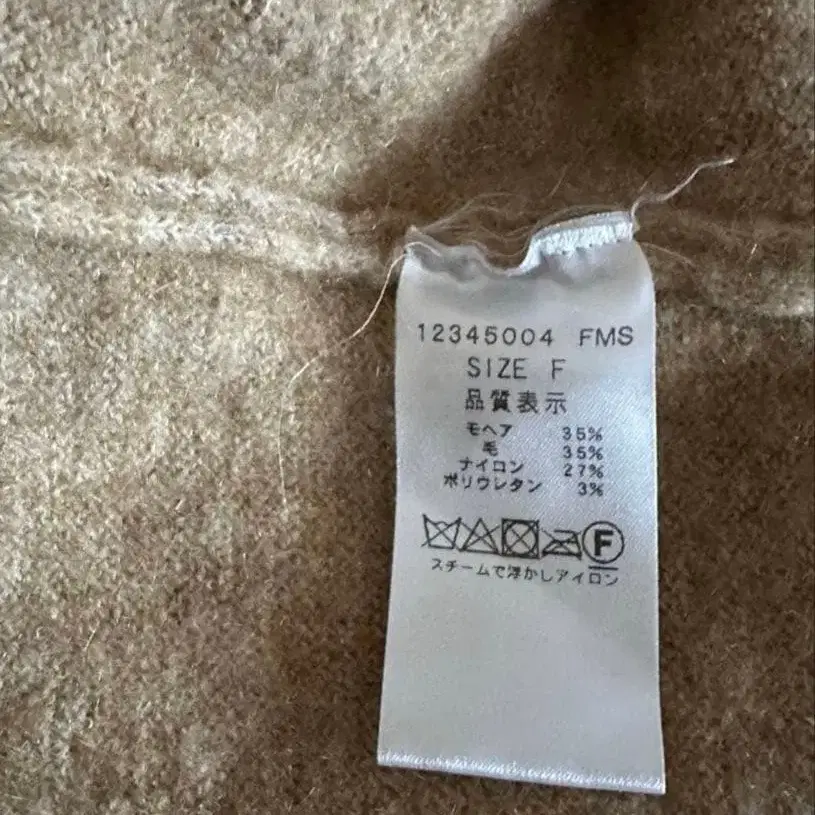 12345004 FMS
SIZE F
品質表示
モヘア 35%
毛 35%
ナイロン 27%
ポリウレタン 3%
F
スチームで浮かしアイロン